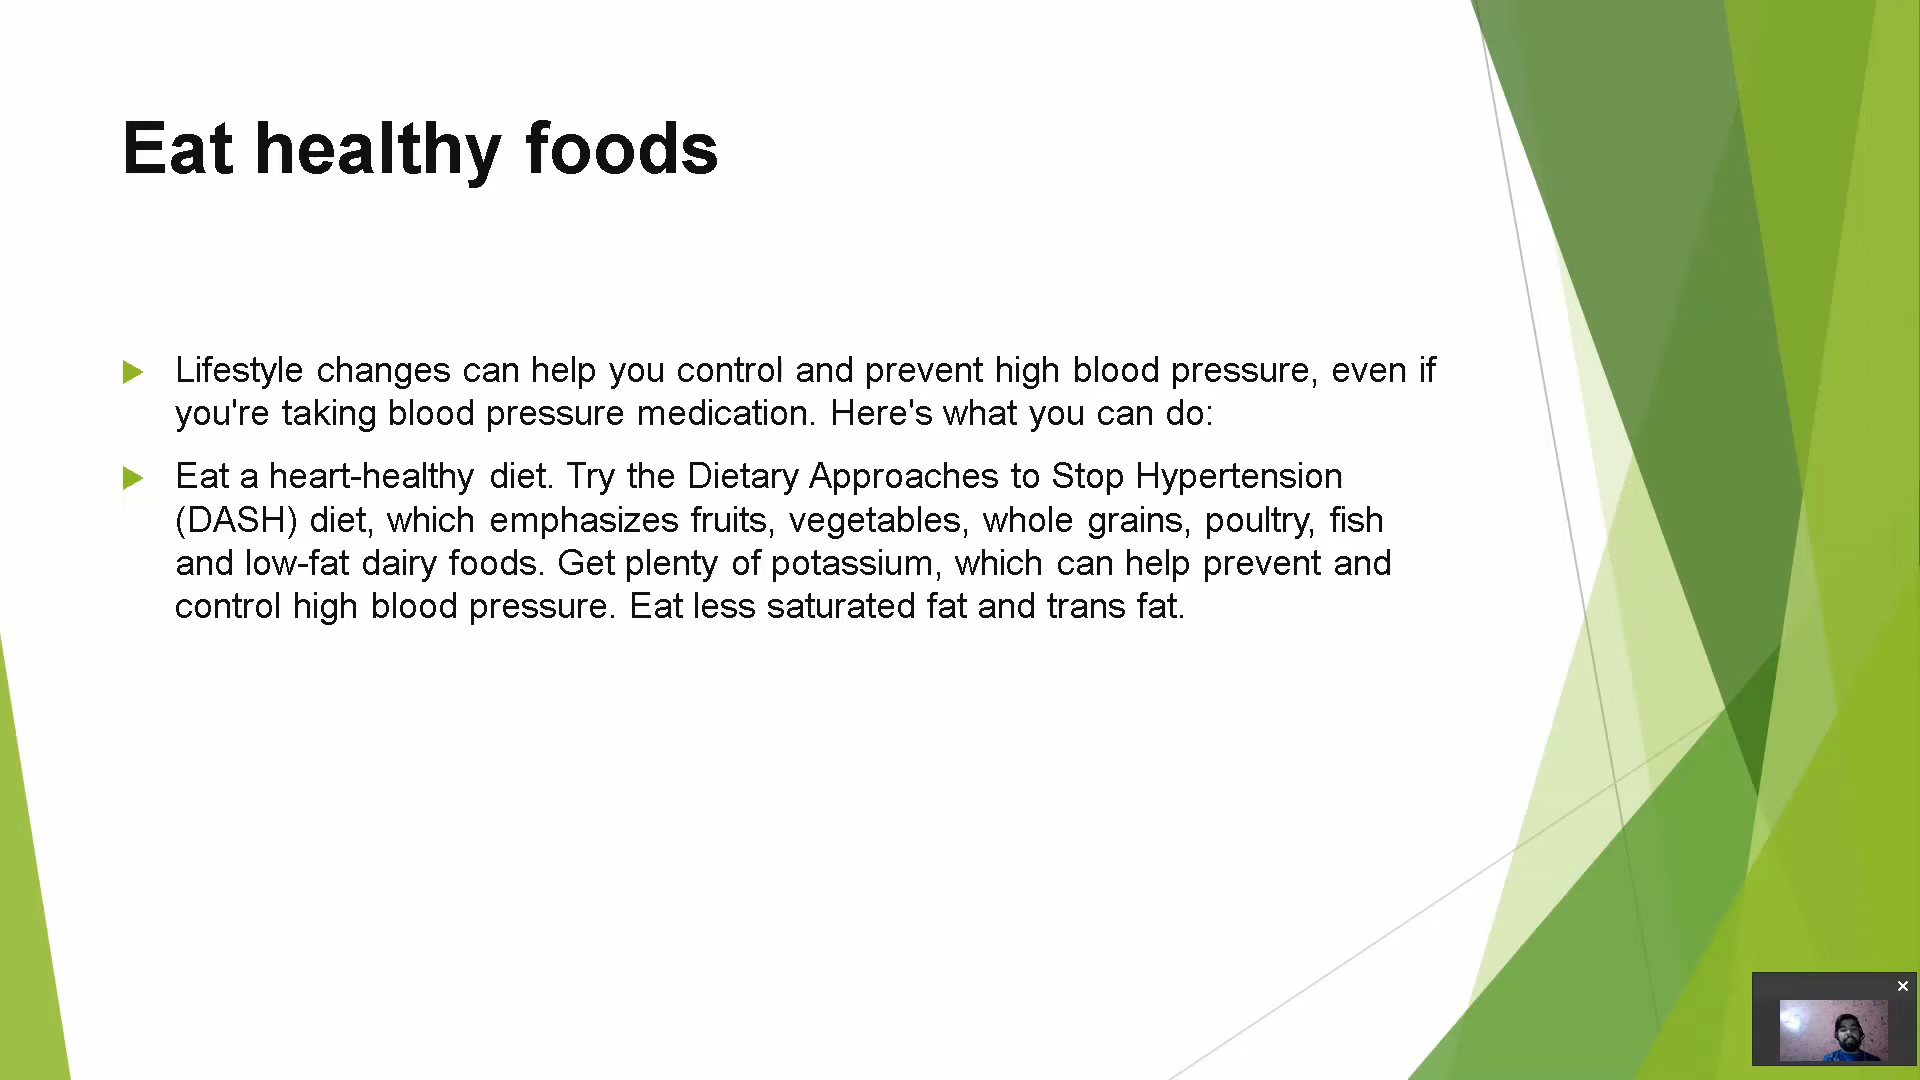 Eat healthy foods
Lifestyle changes can help you control and prevent high blood pressure, even if
you're taking blood pressure medication. Here's what you can do:
Eat a heart-healthy diet. Try the Dietary Approaches to Stop Hypertension
(DASH) diet, which emphasizes fruits, vegetables, whole grains, poultry, fish
and low-fat dairy foods. Get plenty of potassium, which can help prevent and
control high blood pressure. Eat less saturated fat and trans fat.